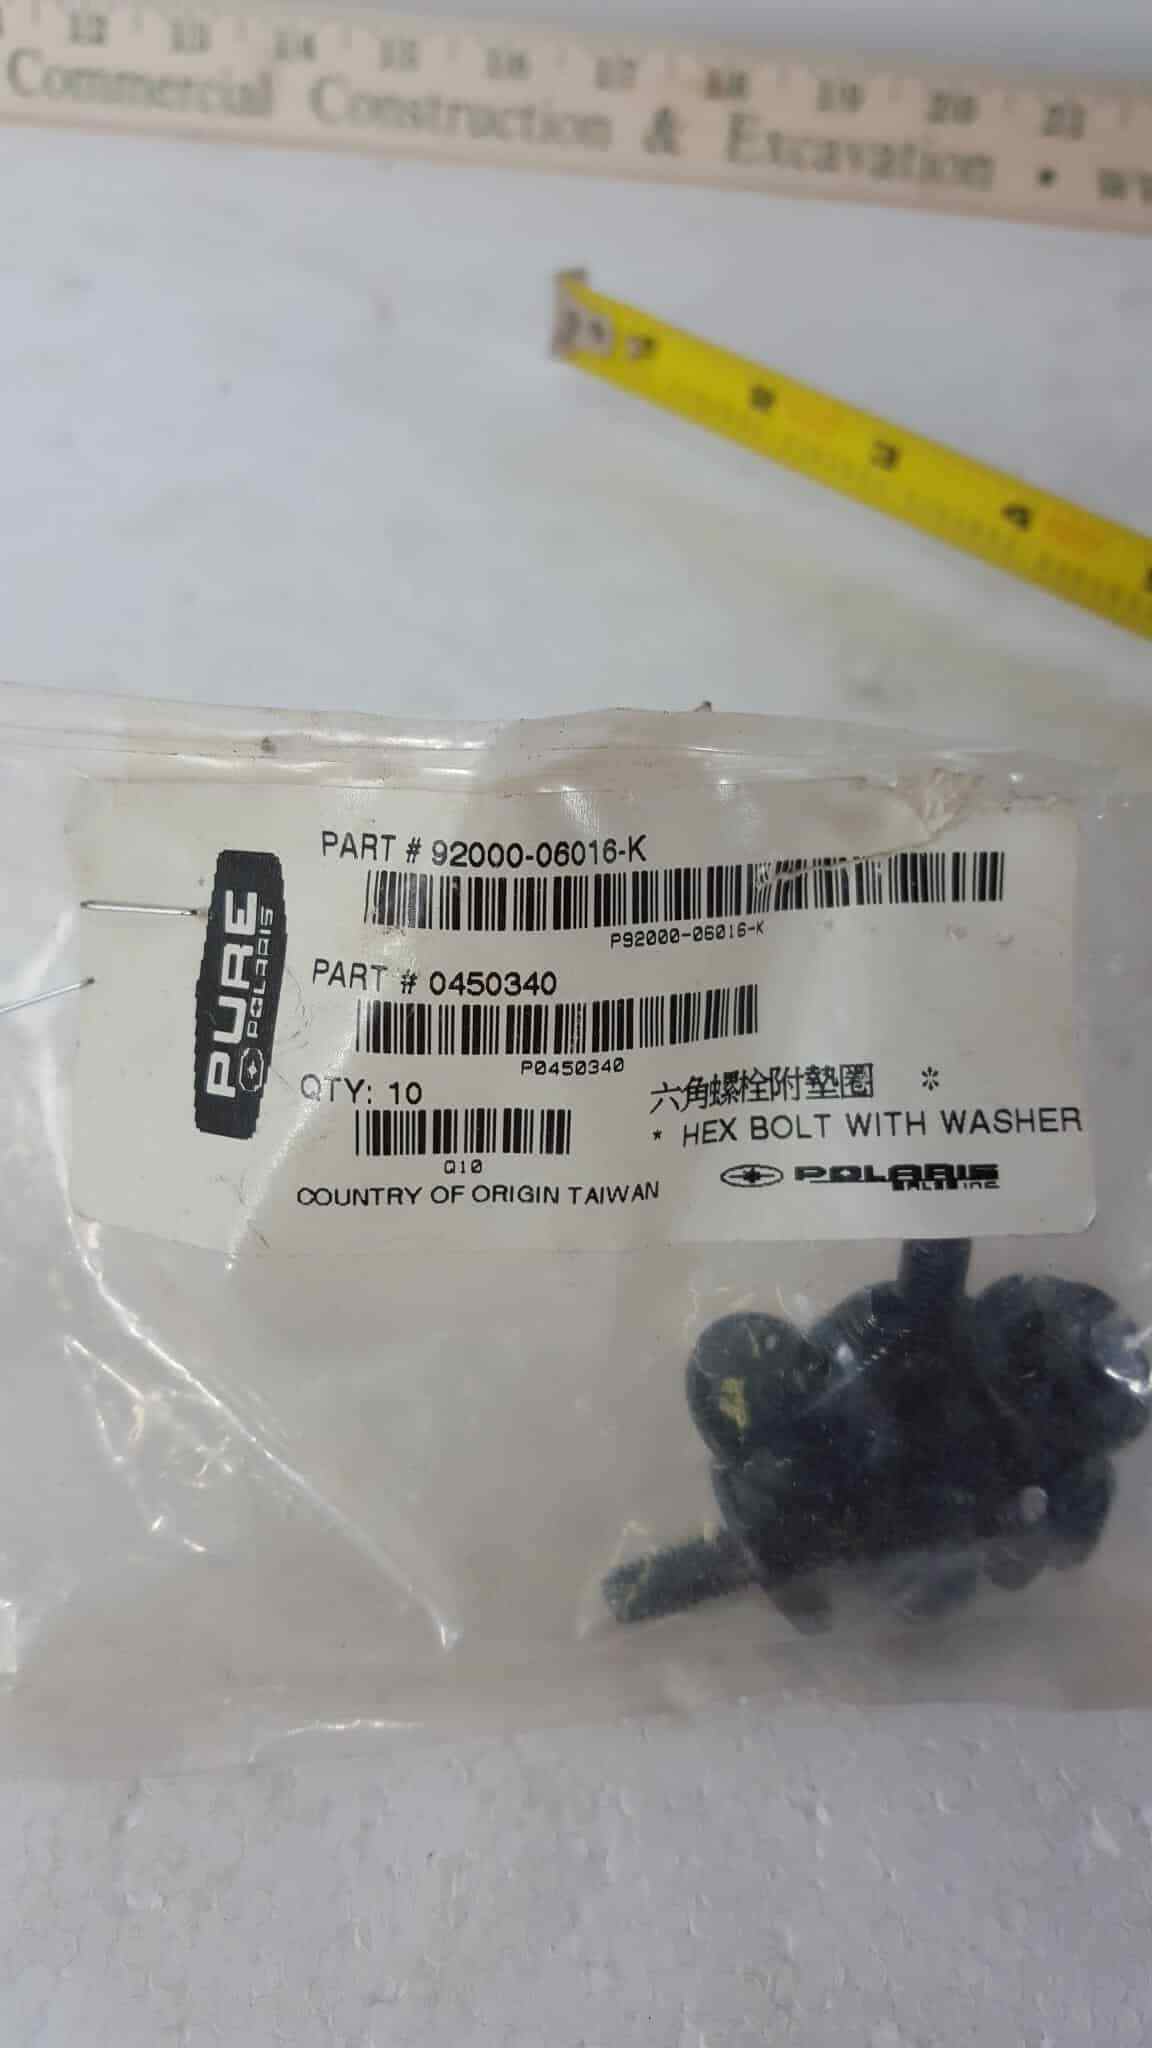 12 13 14 15 16 17 18 19 20 21
Commercial Construction & Excavation •
2
3
4
PART # 92000-06016-K
P92000-06016-K
PART # 0450340
P0450340
QTY: 10
Q10
COUNTRY OF ORIGIN TAIWAN
PURE
POLARIS
六角螺栓附墊圈 *
* HEX BOLT WITH WASHER
POLARIS
SALES INC.